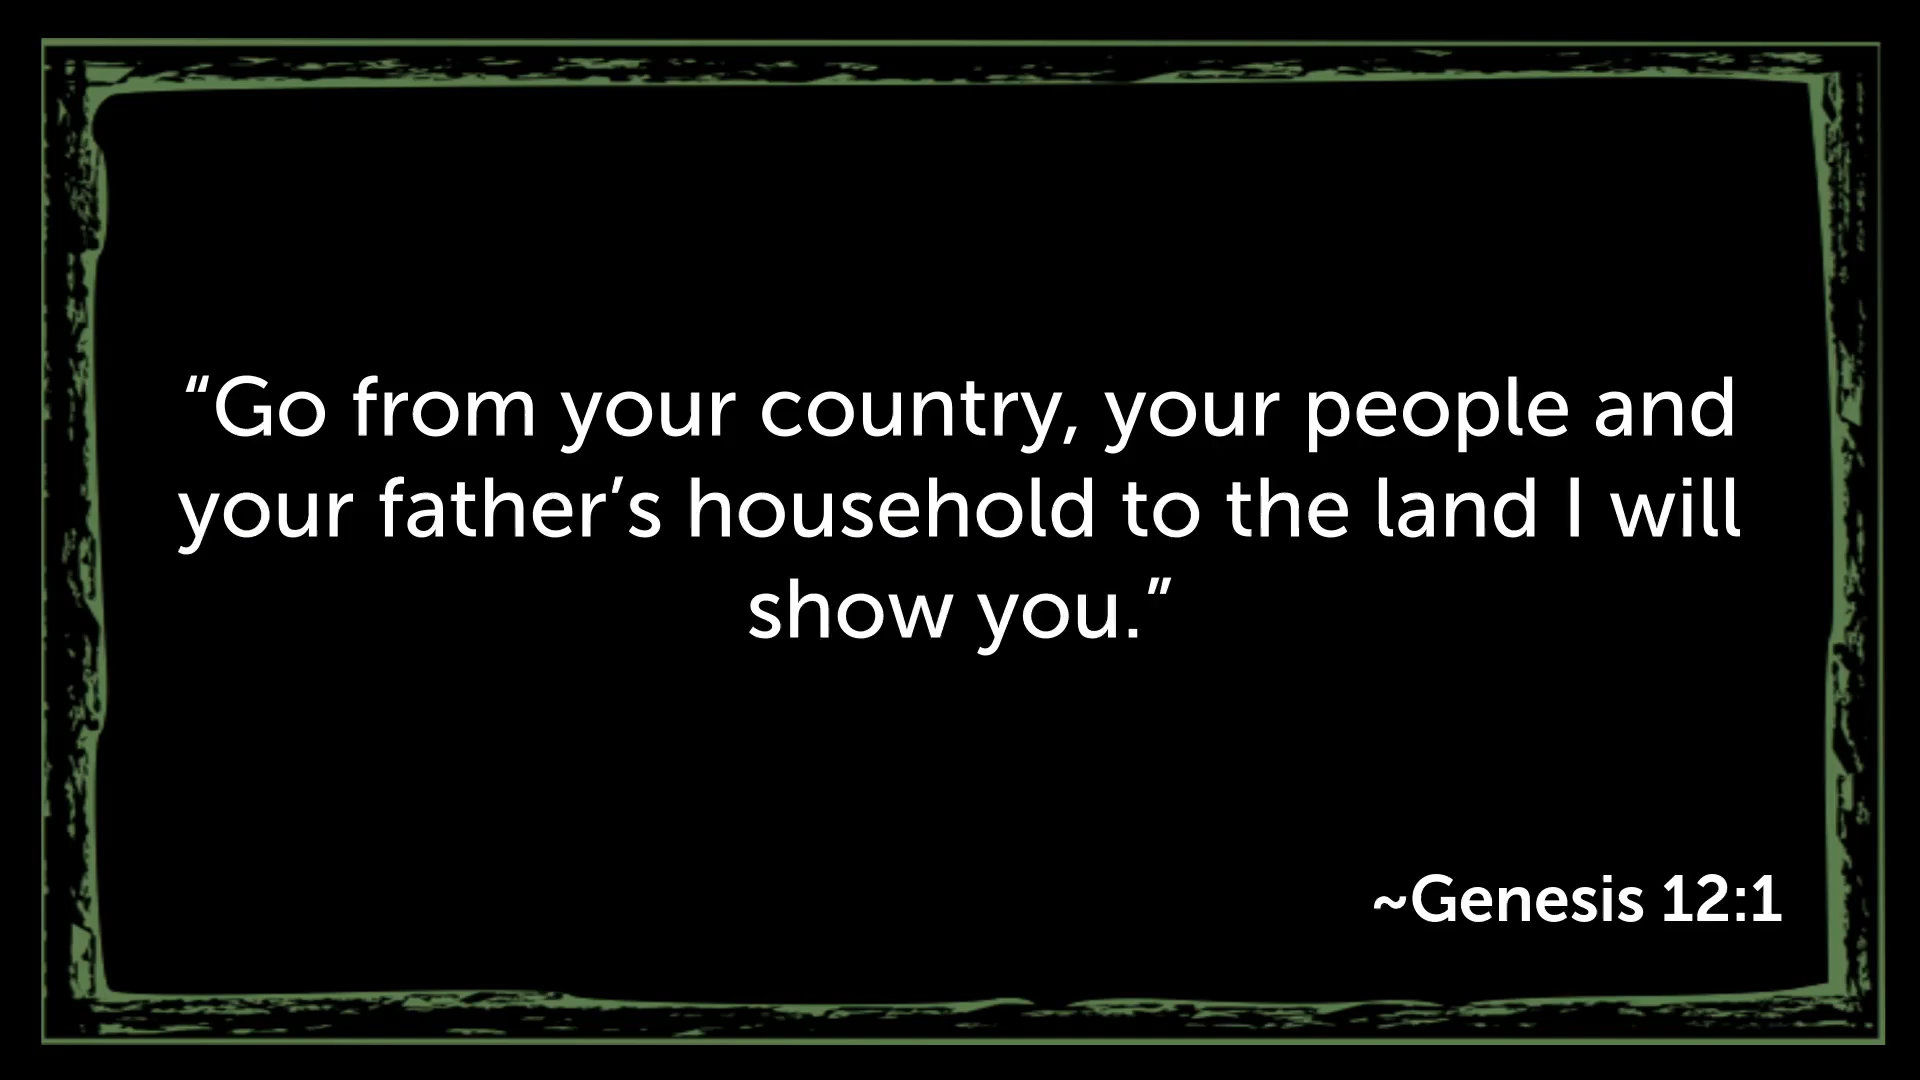 “Go from your country, your people and
your father’s household to the land I will
show you.”
~Genesis 12:1